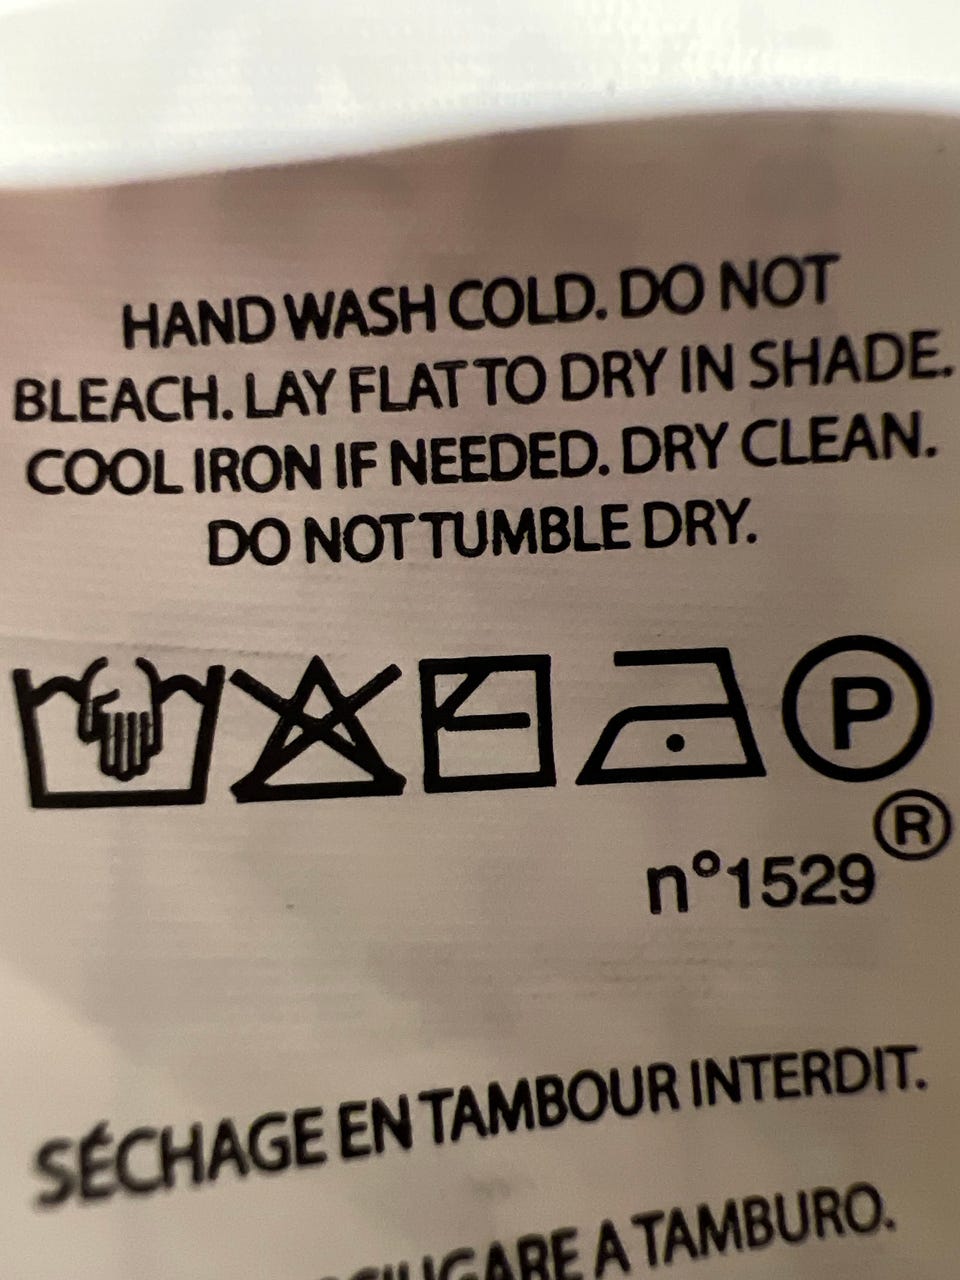 HAND WASH COLD. DO NOT
BLEACH. LAY FLAT TO DRY IN SHADE.
COOL IRON IF NEEDED. DRY CLEAN.
DO NOT TUMBLE DRY.
P
n°1529®
SÉCHAGE EN TAMBOUR INTERDIT.
A TAMBURO.